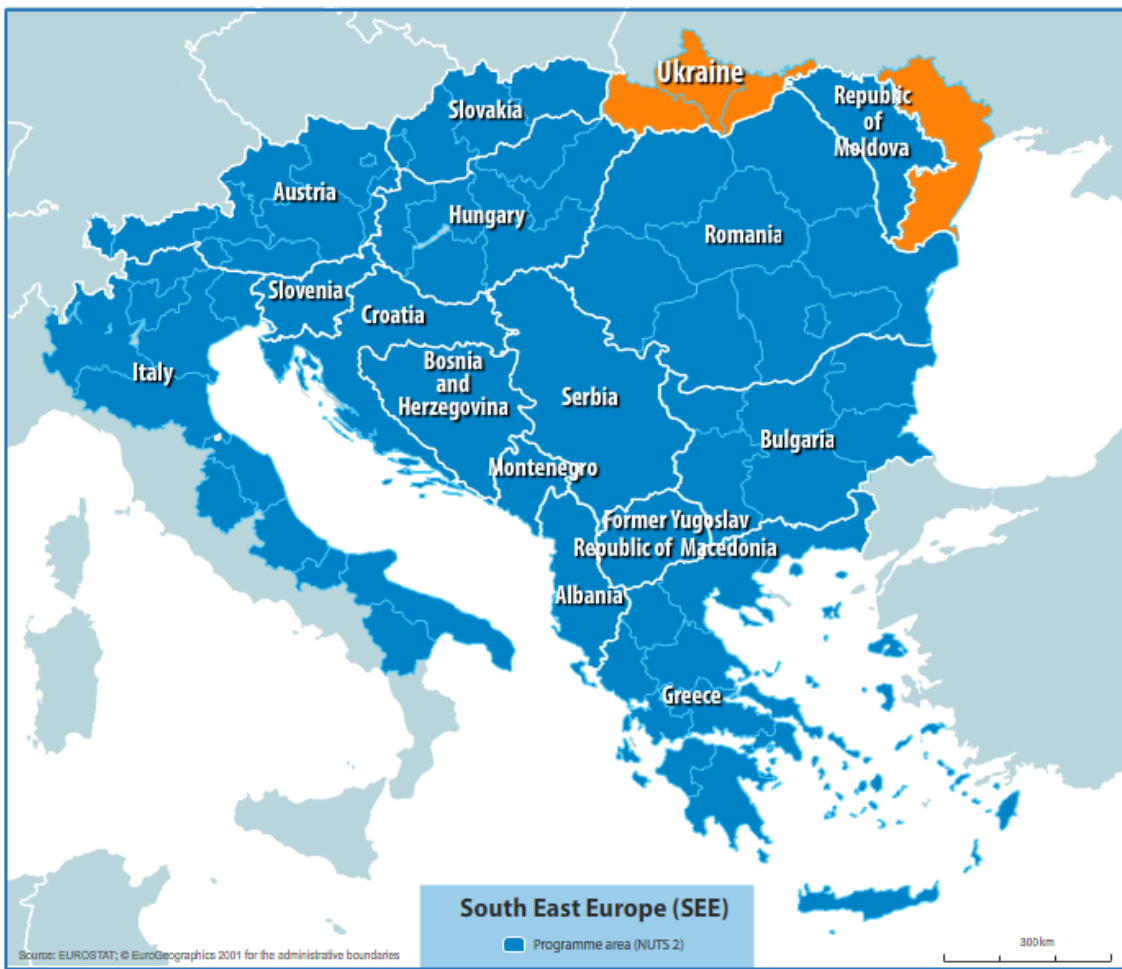 Ukraine
Slovakia
Republic
of
Moldova
Austria
Hungary
Romania
Slovenia
Croatia
Italy
Bosnia
and
Herzegovina
Serbia
Bulgaria
Montenegro
Former Yugoslav
Republic of Macedonia
Albania
Greece
South East Europe (SEE)
Programme area (NUTS 2)
Source: EUROSTAT; © EuroGeographics 2001 for the administrative boundaries
300 km